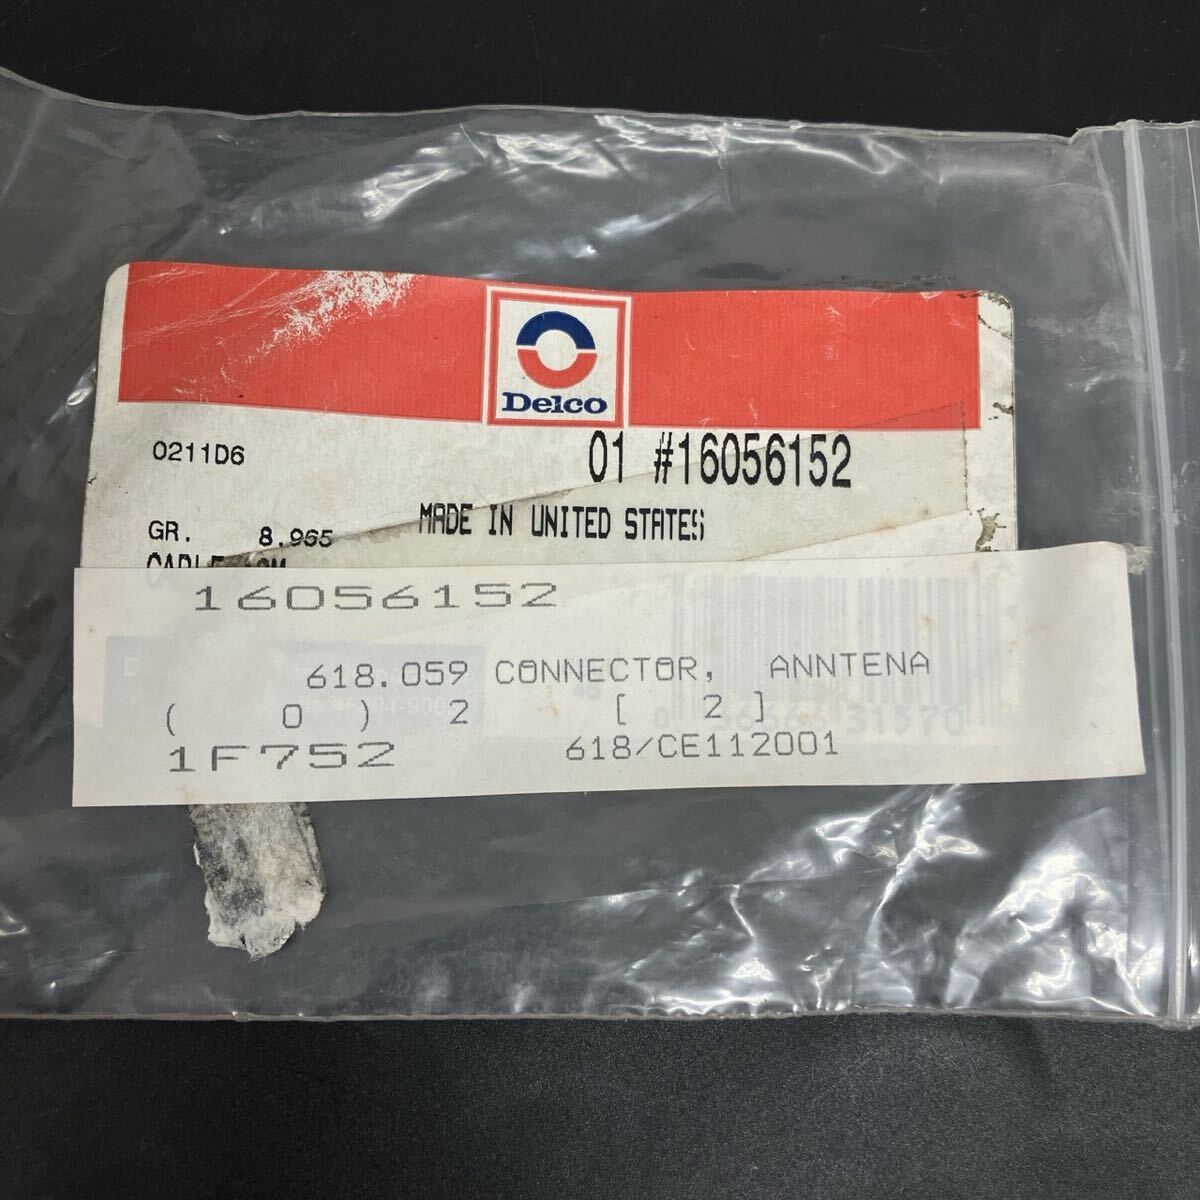 Delco
0211D6
01 #16056152
MADE IN UNITED STATES
GR. 8.965
16056152
618.059 CONNECTOR, ANNTENA
( 0 ) 2 [ 2 ]
1F752 618/CE112001